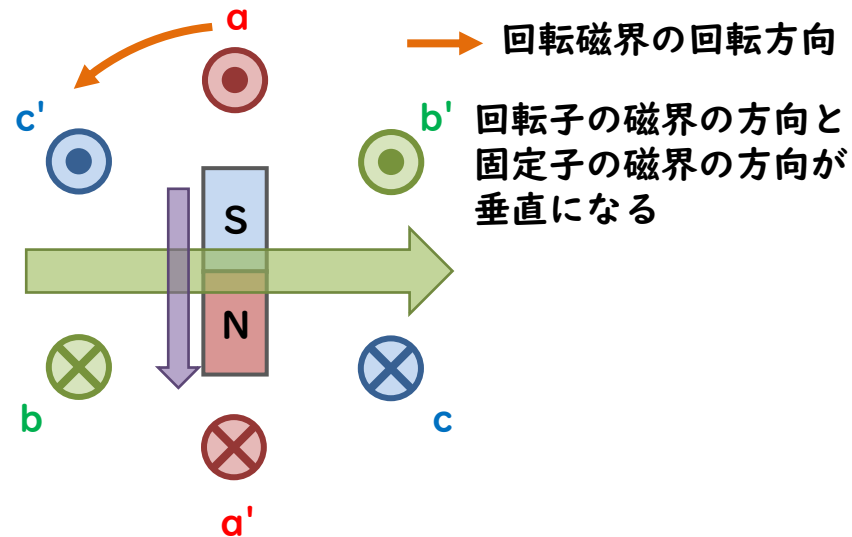 a
回転磁界の回転方向
c'
b'
回転子の磁界の方向と
固定子の磁界の方向が
垂直になる
S
N
b
c
a'